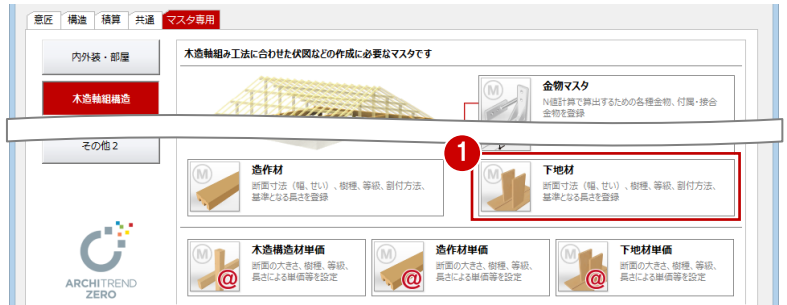 意匠 構造 積算 共通 マスタ専用
内外装・部屋
木造軸組み工法に合わせた伏図などの作成に必要なマスタです
木造軸組構造
M
金物マスタ
N値計算で算出するための各種金物、付属・接合
金物を登録
その他2
1
M
造作材
断面寸法（幅、せい）、樹種、等級、割付方法、
基準となる長さを登録
M
下地材
断面寸法（幅、せい）、樹種、等級、割付方法、
基準となる長さを登録
M
@
木造構造材単価
断面の大きさ、樹種、等級、
長さによる単価等を設定
M
@
造作材単価
断面の大きさ、樹種、等級、
長さによる単価等を設定
M
@
下地材単価
断面の大きさ、樹種、等級、
長さによる単価等を設定
ARCHITREND
ZERO